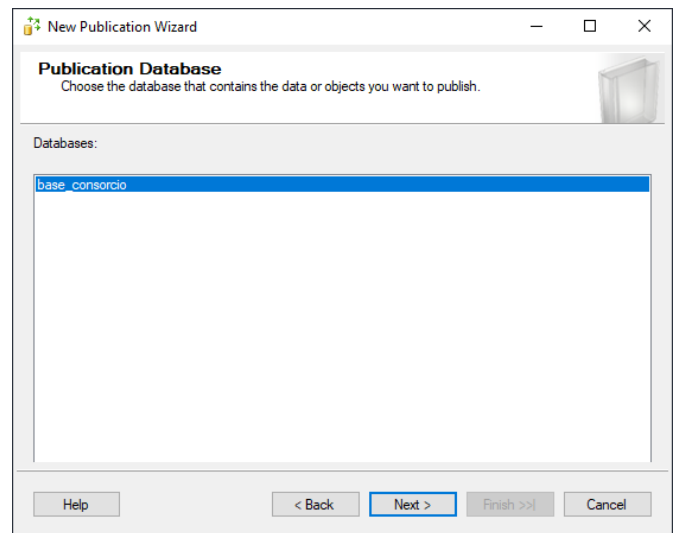 New Publication Wizard
Publication Database
Choose the database that contains the data or objects you want to publish.
Databases:
base_consorcio
Help
< Back
Next >
Finish >>|
Cancel